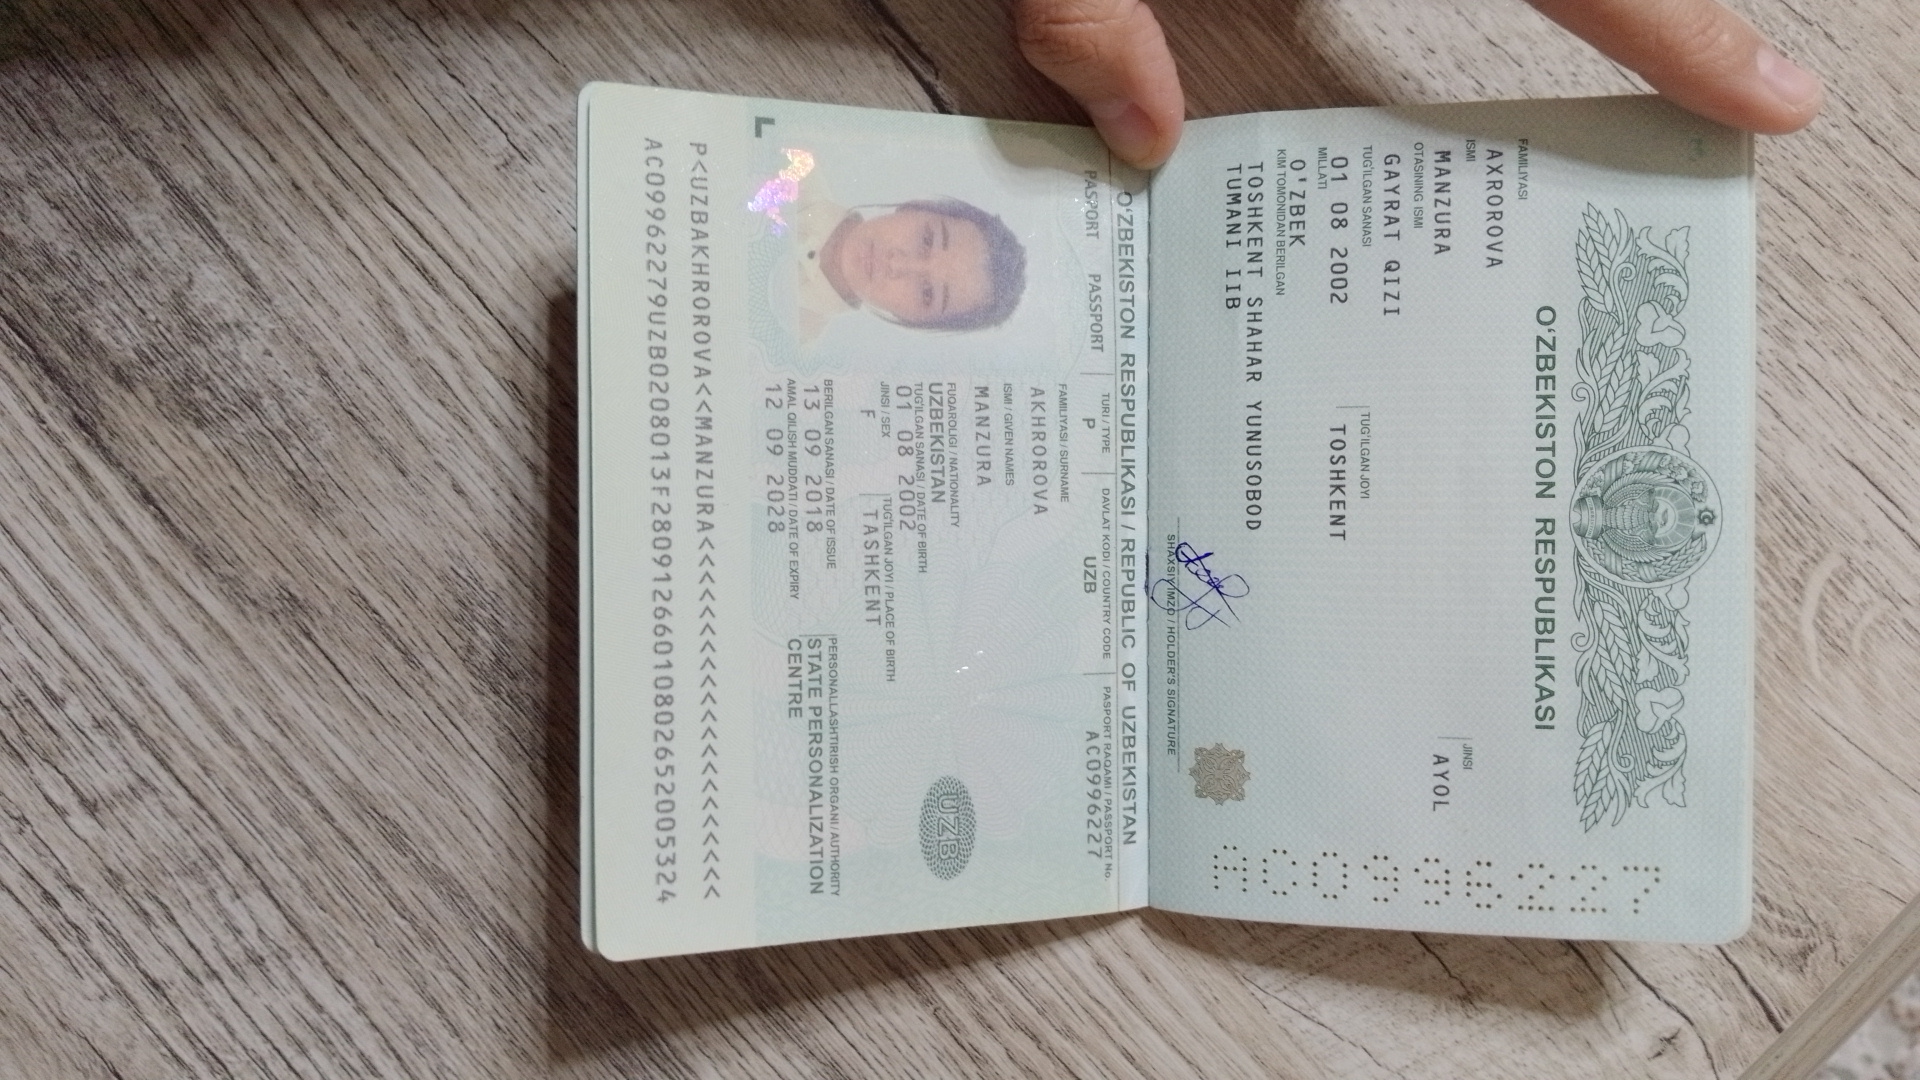 O‘ZBEKISTON RESPUBLIKASI
FAMILIYASI
AXROROVA
ISMI
MANZURA
JINSI
AYOL
OTASINING ISMI
GAYRAT QIZI
TUG‘ILGAN SANASI
TUG‘ILGAN JOYI
01 08 2002
TOSHKENT
MILLATI
O'ZBEK
KIM TOMONIDAN BERILGAN
TOSHKENT SHAHAR YUNUSOBOD
TUMANI IIB
SHAXSIY IMZO / HOLDER'S SIGNATURE
AC0996227
O‘ZBEKISTON RESPUBLIKASI / REPUBLIC OF UZBEKISTAN
PASPORT PASSPORT
TURI / TYPE
P
DAVLAT KODI / COUNTRY CODE
UZB
PASPORT RAQAMI / PASSPORT No.
AC0996227
FAMILIYASI / SURNAME
AKHROROVA
ISMI / GIVEN NAMES
MANZURA
FUQAROLIGI / NATIONALITY
UZBEKISTAN
TUG‘ILGAN SANASI / DATE OF BIRTH
01 08 2002
JINSI / SEX
F
TUG‘ILGAN JOYI / PLACE OF BIRTH
TASHKENT
BERILGAN SANASI / DATE OF ISSUE
13 09 2018
AMAL QILISH MUDDATI / DATE OF EXPIRY
12 09 2028
PERSONALLASHTIRISH ORGANI / AUTHORITY
STATE PERSONALIZATION
CENTRE
UZB
P<UZBAKHROROVA<<MANZURA<<<<<<<<<<<<<<<<<<<<<
AC09962279UZB0208013F28091266010802652005324